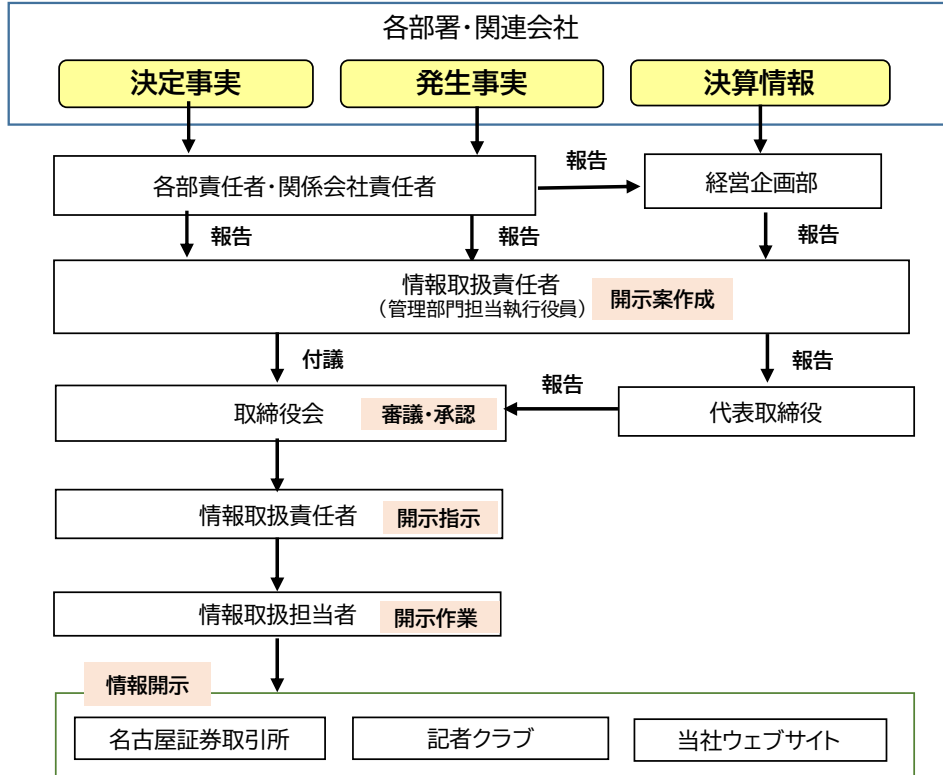 各部署・関連会社
決定事実
発生事実
決算情報
各部責任者・関係会社責任者
報告
経営企画部
報告
報告
報告
情報取扱責任者
（管理部門担当執行役員）
開示案作成
付議
報告
取締役会
審議・承認
報告
代表取締役
情報取扱責任者
開示指示
情報取扱担当者
開示作業
情報開示
名古屋証券取引所
記者クラブ
当社ウェブサイト